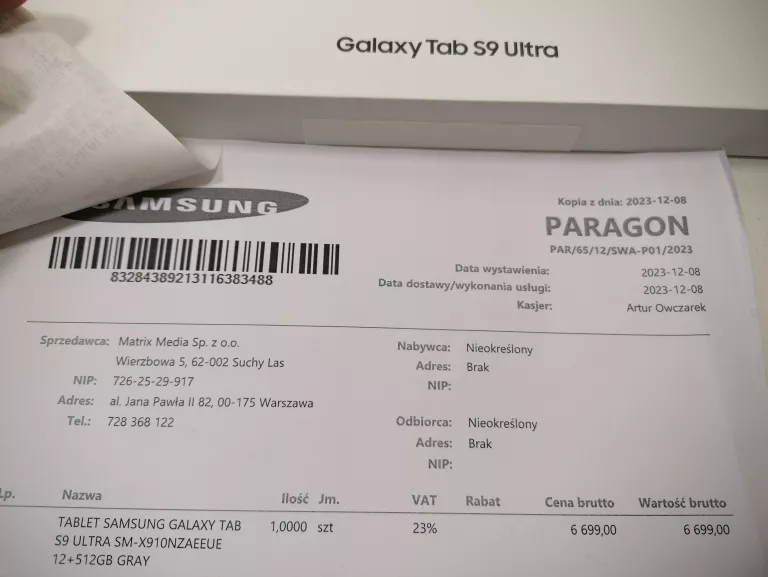 Galaxy Tab S9 Ultra
SAMSUNG
83284389213116383488
Kopia z dnia: 2023-12-08
PARAGON
PAR/65/12/SWA-P01/2023
Data wystawienia: 2023-12-08
Data dostawy/wykonania usługi: 2023-12-08
Kasjer: Artur Owczarek
Sprzedawca: Matrix Media Sp. z o.o.
Wierzbowa 5, 62-002 Suchy Las
NIP: 726-25-29-917
Adres: al. Jana Pawła II 82, 00-175 Warszawa
Tel.: 728 368 122
Nabywca: Nieokreślony
Adres: Brak
NIP:
Odbiorca: Nieokreślony
Adres: Brak
NIP:
Lp. Nazwa Ilość Jm. VAT Rabat Cena brutto Wartość brutto
TABLET SAMSUNG GALAXY TAB 1,0000 szt 23% 6 699,00 6 699,00
S9 ULTRA SM-X910NZAEEUE
12+512GB GRAY